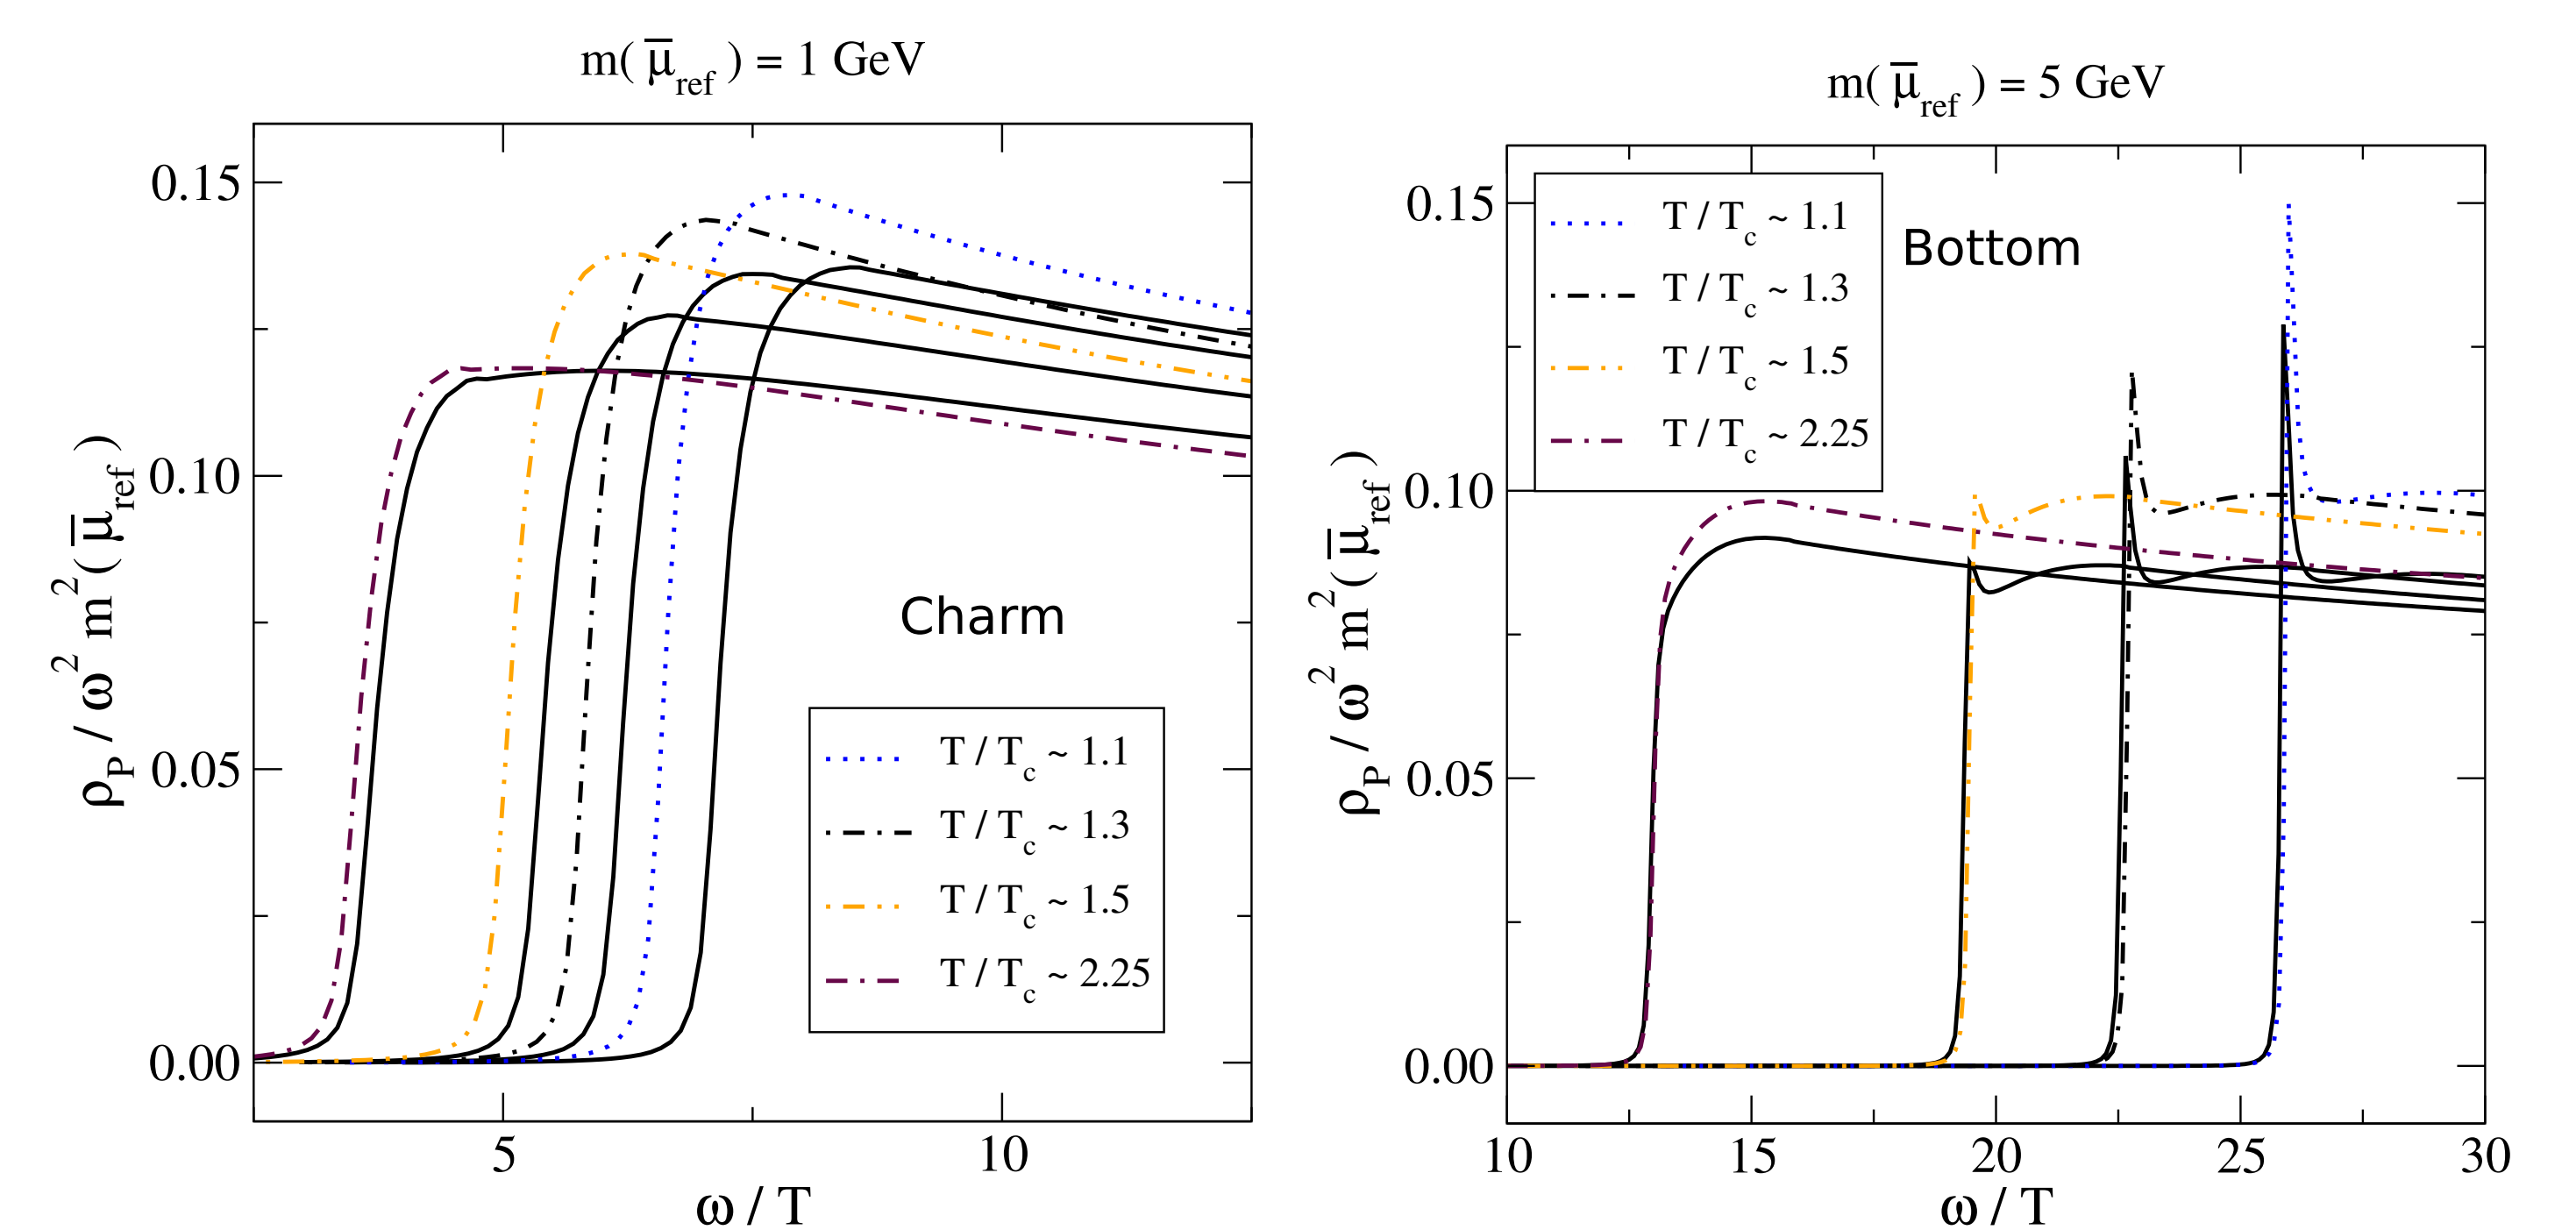 m( μ̅ref ) = 1 GeV
0.15
0.10
0.05
0.00
5
10
ρP / ω² m² ( μ̅ref )
ω / T
Charm
T / Tc ~ 1.1
T / Tc ~ 1.3
T / Tc ~ 1.5
T / Tc ~ 2.25
m( μ̅ref ) = 5 GeV
0.15
0.10
0.05
0.00
10
15
20
25
30
ρP / ω² m² ( μ̅ref )
ω / T
T / Tc ~ 1.1
T / Tc ~ 1.3
T / Tc ~ 1.5
T / Tc ~ 2.25
Bottom